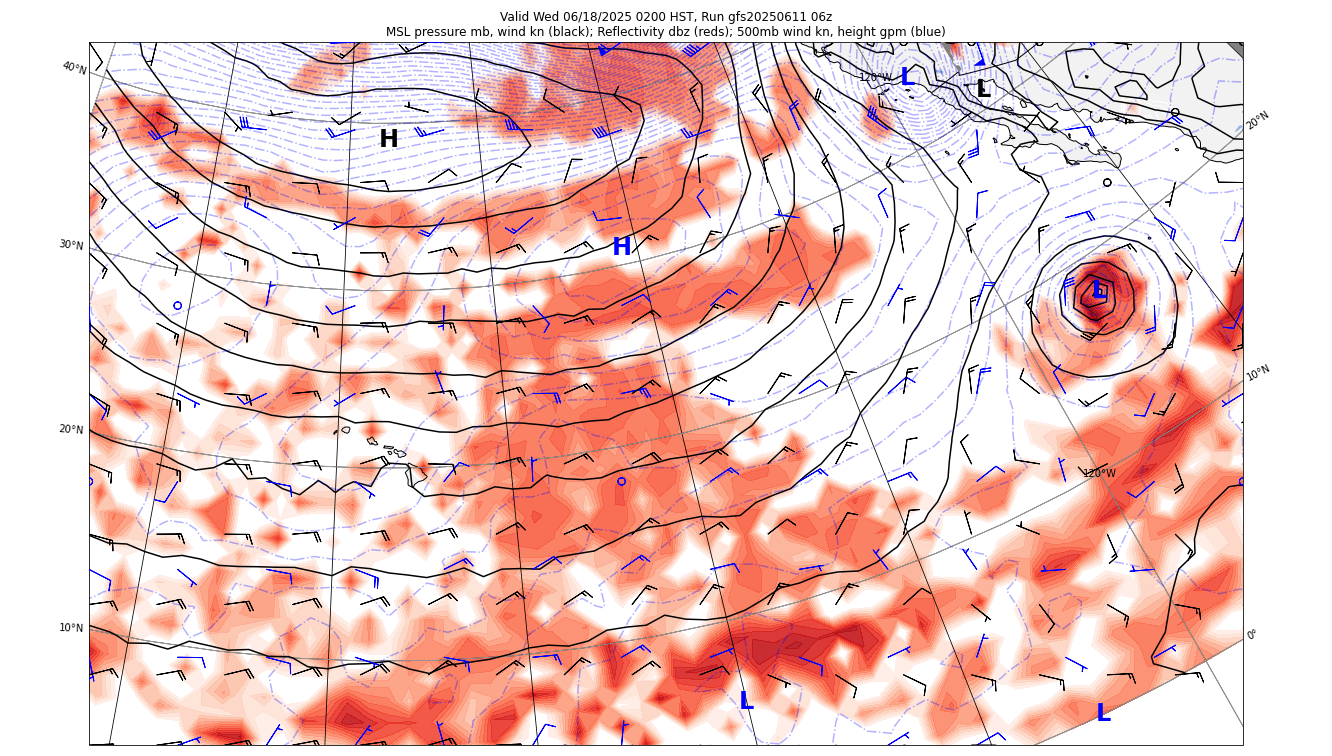 Valid Wed 06/18/2025 0200 HST, Run gfs20250611 06z
MSL pressure mb, wind kn (black); Reflectivity dbz (reds); 500mb wind kn, height gpm (blue)
40°N
120°W
L
L
20°N
H
30°N
H
L
10°N
20°N
120°W
10°N
0°
L
L